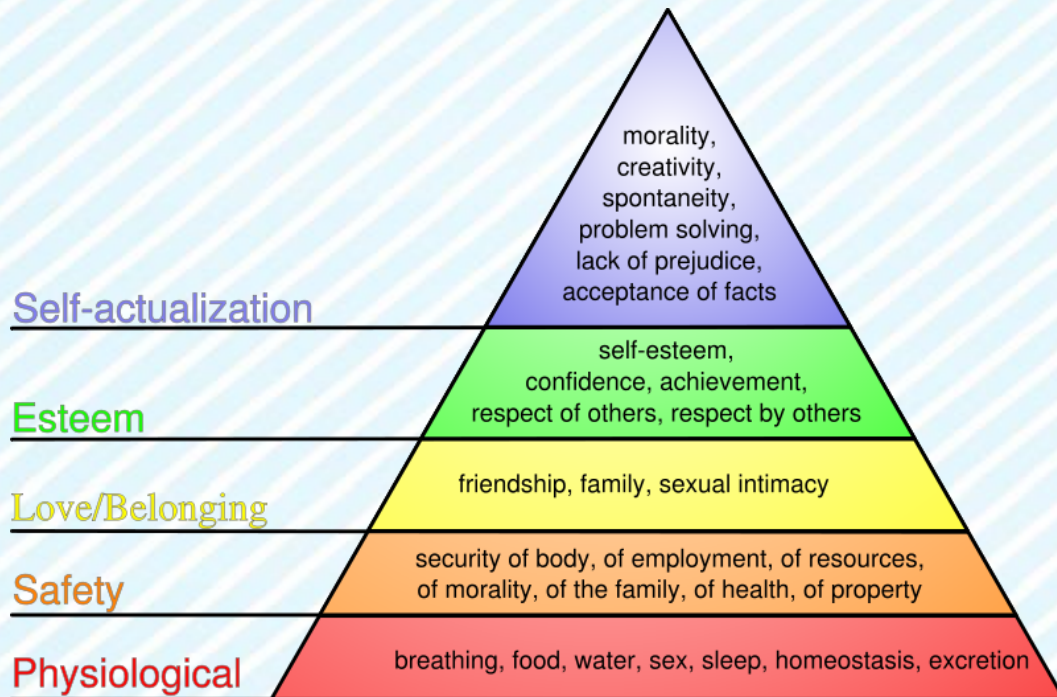 morality,
creativity,
spontaneity,
problem solving,
lack of prejudice,
acceptance of facts
Self-actualization
self-esteem,
confidence, achievement,
respect of others, respect by others
Esteem
friendship, family, sexual intimacy
Love/Belonging
security of body, of employment, of resources,
of morality, of the family, of health, of property
Safety
breathing, food, water, sex, sleep, homeostasis, excretion
Physiological